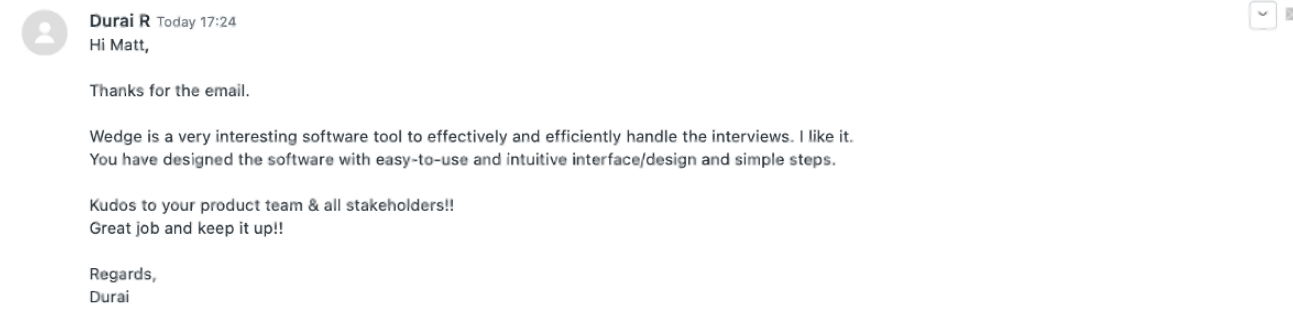 Durai R Today 17:24
Hi Matt,
Thanks for the email.
Wedge is a very interesting software tool to effectively and efficiently handle the interviews. I like it.
You have designed the software with easy-to-use and intuitive interface/design and simple steps.
Kudos to your product team & all stakeholders!!
Great job and keep it up!!
Regards,
Durai